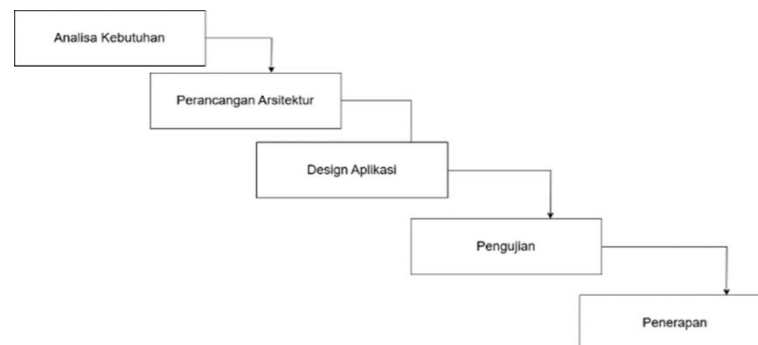 Analisa Kebutuhan
Perancangan Arsitektur
Design Aplikasi
Pengujian
Penerapan